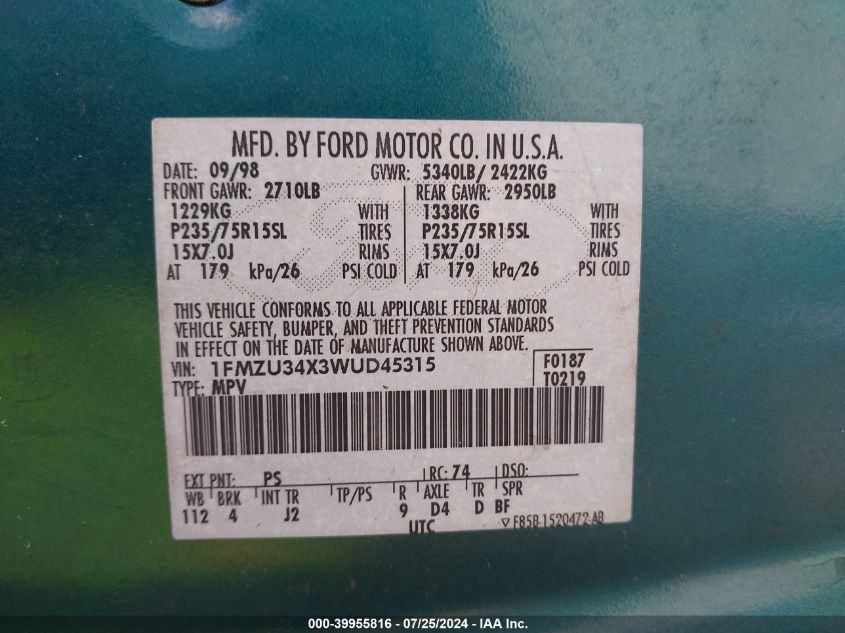 MFD. BY FORD MOTOR CO. IN U.S.A.
DATE: 09/98 GVWR: 5340LB/ 2422KG
FRONT GAWR: 2710LB REAR GAWR: 2950LB
1229KG WITH 1338KG WITH
P235/75R15SL TIRES P235/75R15SL TIRES
15X7.0J RIMS 15X7.0J RIMS
AT 179 kPa/26 PSI COLD AT 179 kPa/26 PSI COLD
THIS VEHICLE CONFORMS TO ALL APPLICABLE FEDERAL MOTOR
VEHICLE SAFETY, BUMPER, AND THEFT PREVENTION STANDARDS
IN EFFECT ON THE DATE OF MANUFACTURE SHOWN ABOVE.
VIN: 1FMZU34X3WUD45315 F0187
TYPE: MPV T0219
EXT PNT: PS RC: 74 DSO:
WB BRK INT TR TP/PS R AXLE TR SPR
112 4 J2 9 D4 D BF
UTC ▽ F85B 1520472 AB
000-39955816 - 07/25/2024 - IAA Inc.